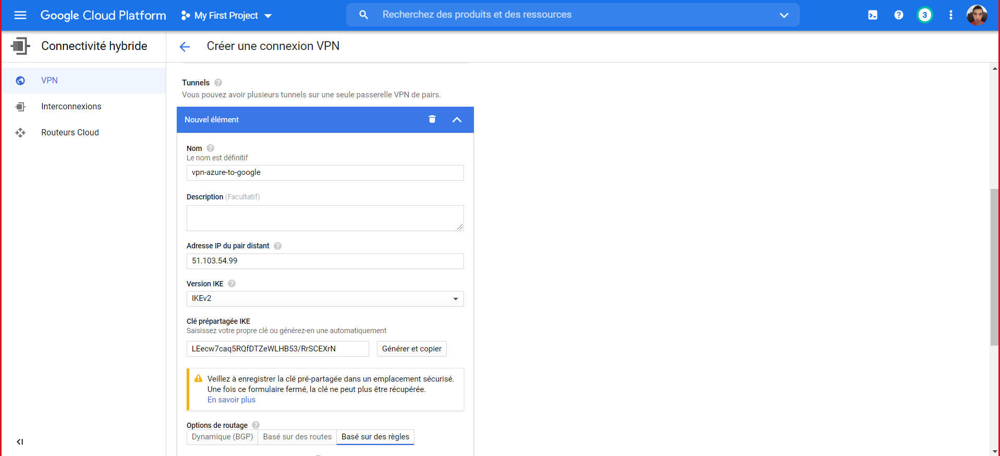 Google Cloud Platform
My First Project
Recherchez des produits et des ressources
3
Connectivité hybride
Créer une connexion VPN
VPN
Interconnexions
Routeurs Cloud
Tunnels
Vous pouvez avoir plusieurs tunnels sur une seule passerelle VPN de pairs.
Nouvel élément
Nom
Le nom est définitif
vpn-azure-to-google
Description (Facultatif)
Adresse IP du pair distant
51.103.54.99
Version IKE
IKEv2
Clé prépartagée IKE
Saisissez votre propre clé ou générez-en une automatiquement
LEecw7caq5RQfDTZeWLHB53/RrSCEXrN
Générer et copier
Veillez à enregistrer la clé pré-partagée dans un emplacement sécurisé.
Une fois ce formulaire fermé, la clé ne peut plus être récupérée.
En savoir plus
Options de routage
Dynamique (BGP)
Basé sur des routes
Basé sur des règles